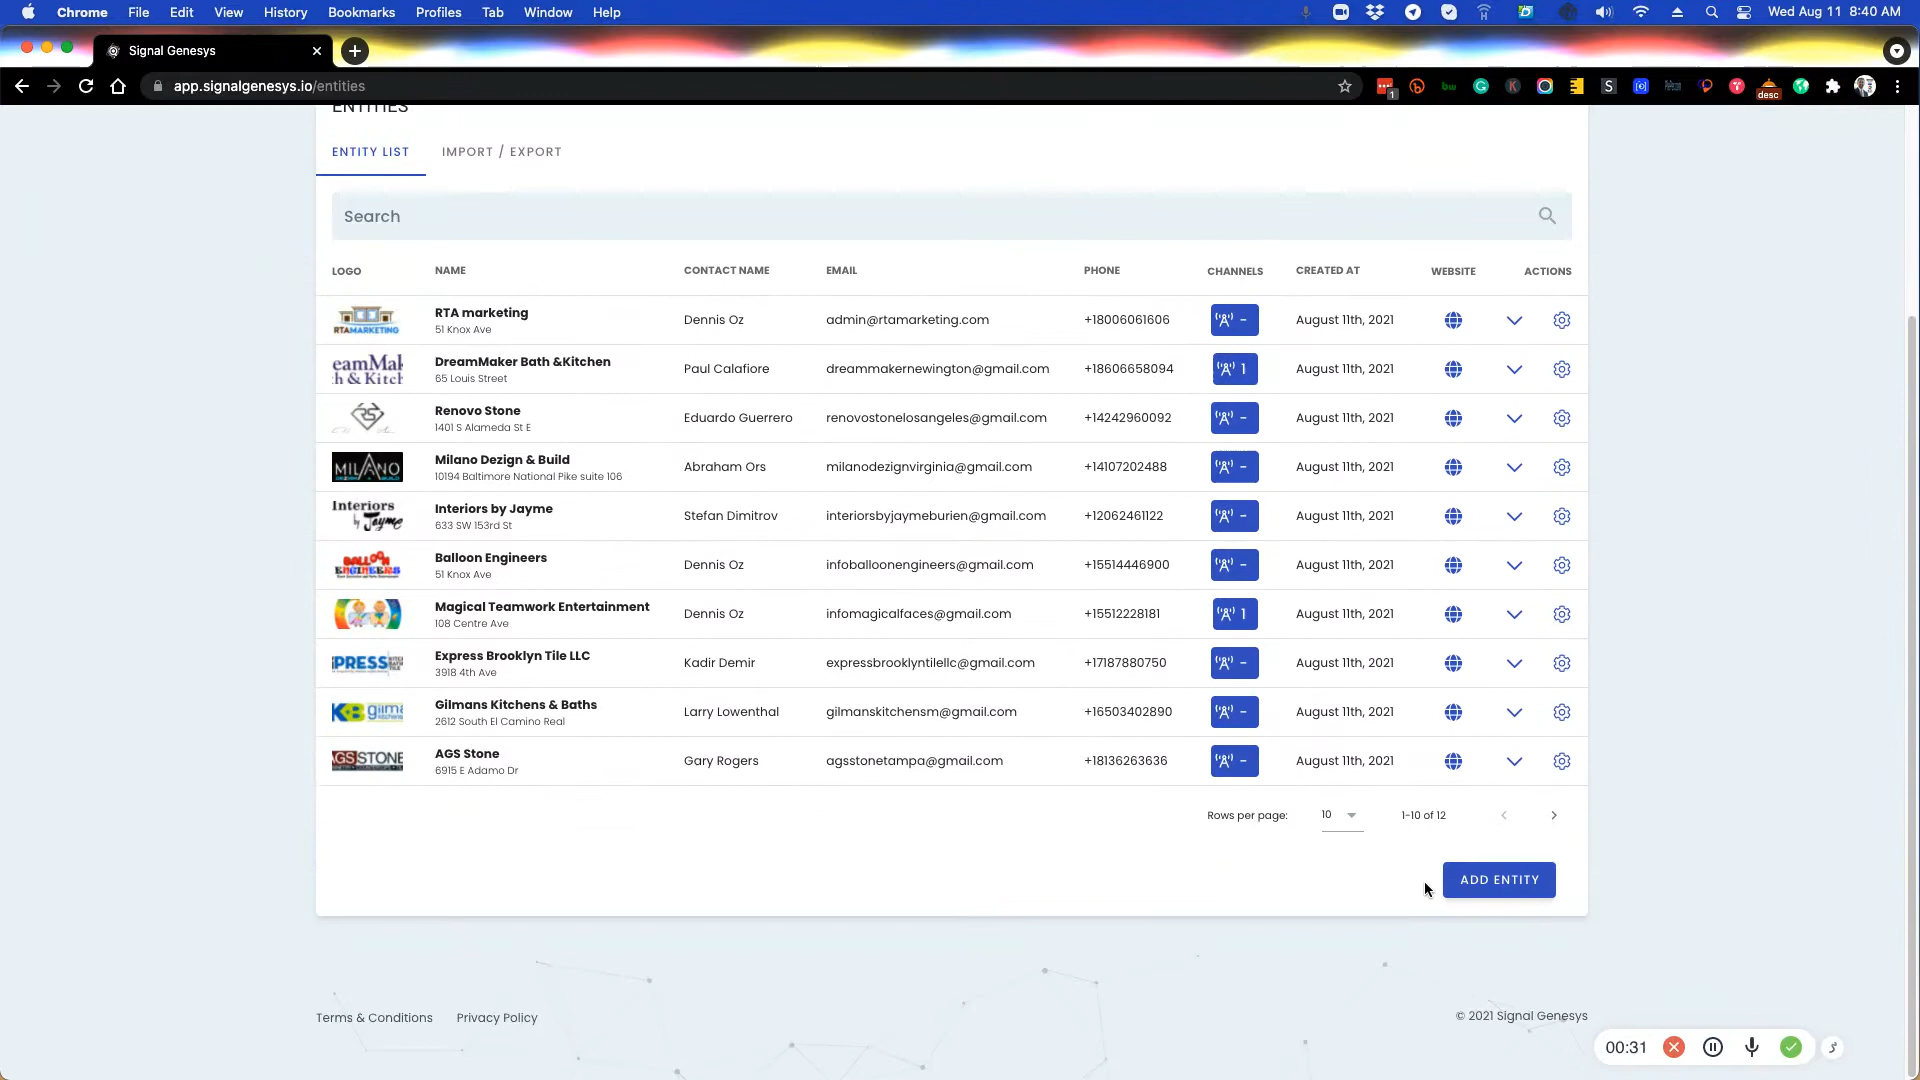 Chrome File Edit View History Bookmarks Profiles Tab Window Help Wed Aug 11 8:40 AM
Signal Genesys
app.signalgenesys.io/entities
1
desc
ENTITIES
ENTITY LIST IMPORT / EXPORT
Search
LOGO NAME CONTACT NAME EMAIL PHONE CHANNELS CREATED AT WEBSITE ACTIONS
RTAMARKETING RTA marketing Dennis Oz admin@rtamarketing.com +18006061606 - August 11th, 2021
51 Knox Ave
DreamMaker Bath &Kitchen Paul Calafiore dreammakernewington@gmail.com +18606658094 1 August 11th, 2021
65 Louis Street
Renovo Stone Eduardo Guerrero renovostonelosangeles@gmail.com +14242960092 - August 11th, 2021
1401 S Alameda St E
MILANO Milano Dezign & Build Abraham Ors milanodezignvirginia@gmail.com +14107202488 - August 11th, 2021
10194 Baltimore National Pike suite 106
Interiors by Jayme Interiors by Jayme Stefan Dimitrov interiorsbyjaymeburien@gmail.com +12062461122 - August 11th, 2021
633 SW 153rd St
BALLOON ENGINEERS Balloon Engineers Dennis Oz infoballoonengineers@gmail.com +15514446900 - August 11th, 2021
51 Knox Ave
Magical Teamwork Entertainment Dennis Oz infomagicalfaces@gmail.com +15512228181 1 August 11th, 2021
108 Centre Ave
PRESS Express Brooklyn Tile LLC Kadir Demir expressbrooklyntilellc@gmail.com +17187880750 - August 11th, 2021
3918 4th Ave
Gilmans Kitchens & Baths Larry Lowenthal gilmanskitchensm@gmail.com +16503402890 - August 11th, 2021
2612 South El Camino Real
GS STONE AGS Stone Gary Rogers agsstonetampa@gmail.com +18136263636 - August 11th, 2021
6915 E Adamo Dr
Rows per page: 10 1-10 of 12
ADD ENTITY
Terms & Conditions Privacy Policy © 2021 Signal Genesys
00:31